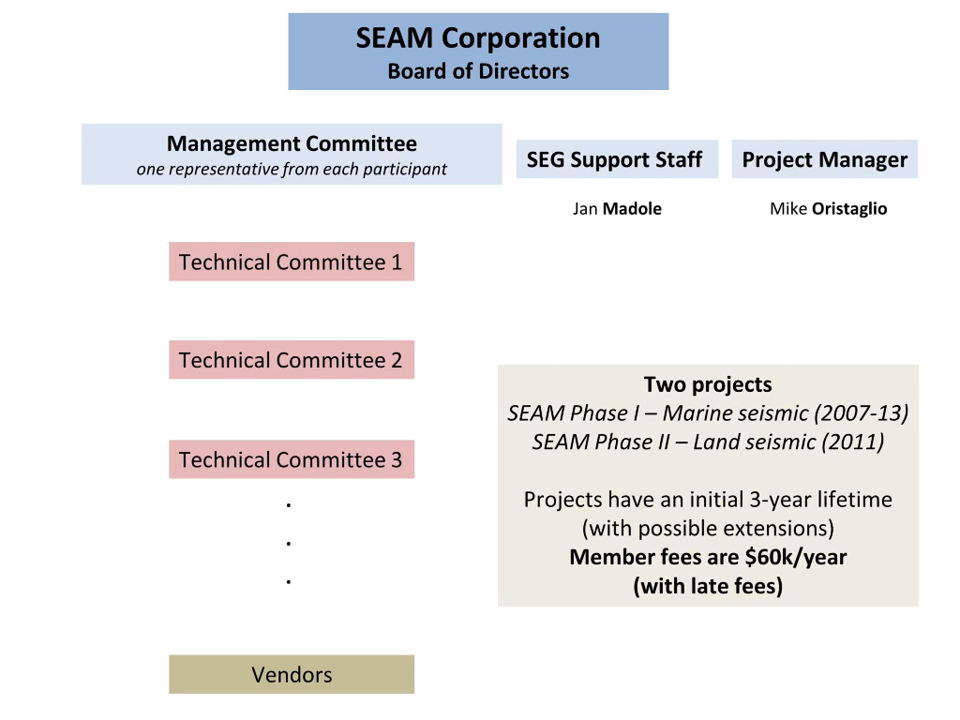 SEAM Corporation
Board of Directors
Management Committee
one representative from each participant
SEG Support Staff
Project Manager
Jan Madole
Mike Oristaglio
Technical Committee 1
Technical Committee 2
Technical Committee 3
.
.
.
Two projects
SEAM Phase I – Marine seismic (2007-13)
SEAM Phase II – Land seismic (2011)
Projects have an initial 3-year lifetime
(with possible extensions)
Member fees are $60k/year
(with late fees)
Vendors